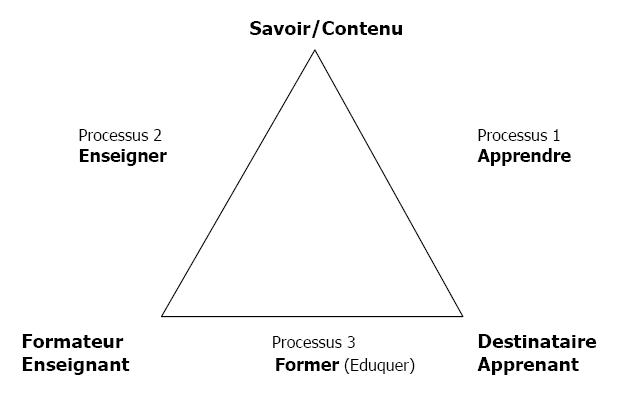 Savoir/Contenu
Processus 2
Enseigner
Processus 1
Apprendre
Formateur
Enseignant
Processus 3
Former (Eduquer)
Destinataire
Apprenant